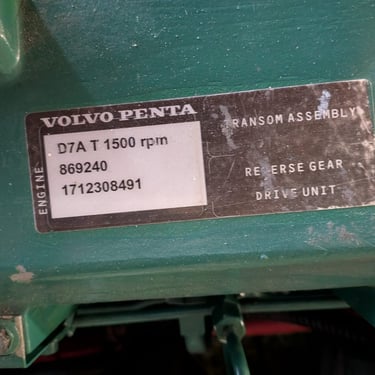 VOLVO PENTA
ENGINE
D7A T 1500 rpm
869240
1712308491
TRANSOM ASSEMBLY
REVERSE GEAR
DRIVE UNIT